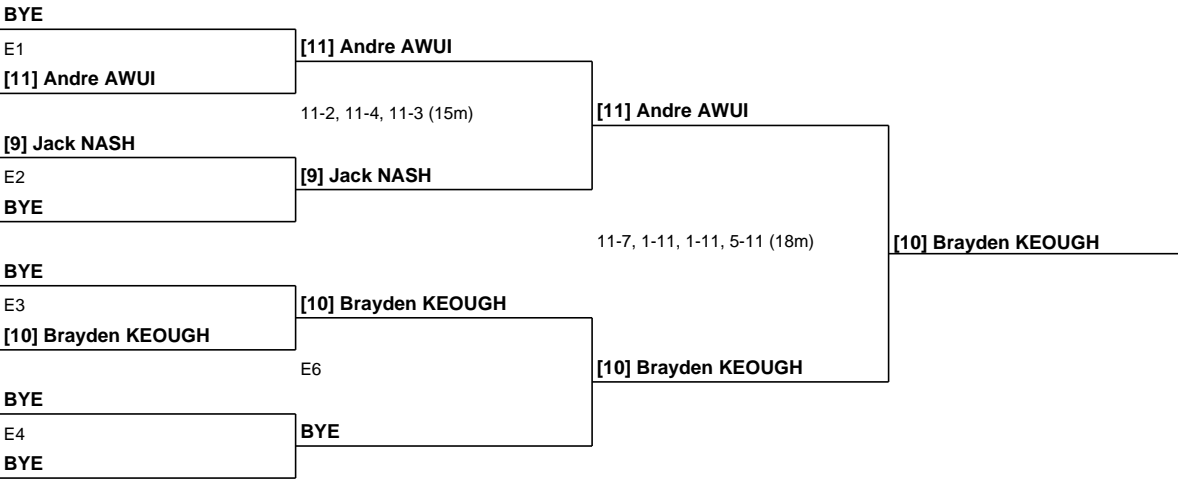 BYE
E1
[11] Andre AWUI
[9] Jack NASH
E2
BYE
BYE
E3
[10] Brayden KEOUGH
BYE
E4
BYE
[11] Andre AWUI
11-2, 11-4, 11-3 (15m)
[9] Jack NASH
[10] Brayden KEOUGH
E6
BYE
[11] Andre AWUI
11-7, 1-11, 1-11, 5-11 (18m)
[10] Brayden KEOUGH
[10] Brayden KEOUGH